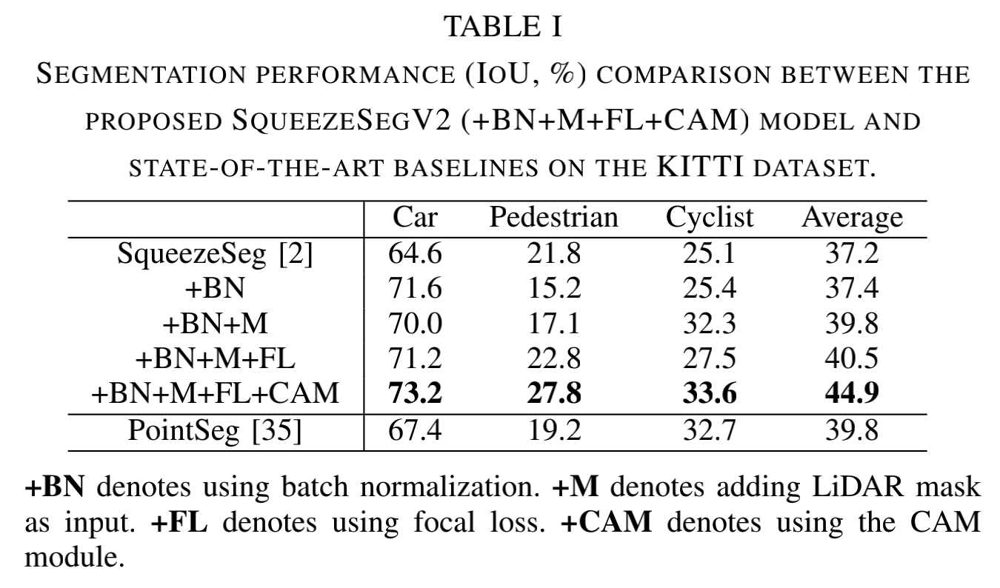 TABLE I
SEGMENTATION PERFORMANCE (IOU, %) COMPARISON BETWEEN THE
PROPOSED SQUEEZESEGV2 (+BN+M+FL+CAM) MODEL AND
STATE-OF-THE-ART BASELINES ON THE KITTI DATASET.
Car Pedestrian Cyclist Average
SqueezeSeg [2] 64.6 21.8 25.1 37.2
+BN 71.6 15.2 25.4 37.4
+BN+M 70.0 17.1 32.3 39.8
+BN+M+FL 71.2 22.8 27.5 40.5
+BN+M+FL+CAM 73.2 27.8 33.6 44.9
PointSeg [35] 67.4 19.2 32.7 39.8
+BN denotes using batch normalization. +M denotes adding LiDAR mask
as input. +FL denotes using focal loss. +CAM denotes using the CAM
module.